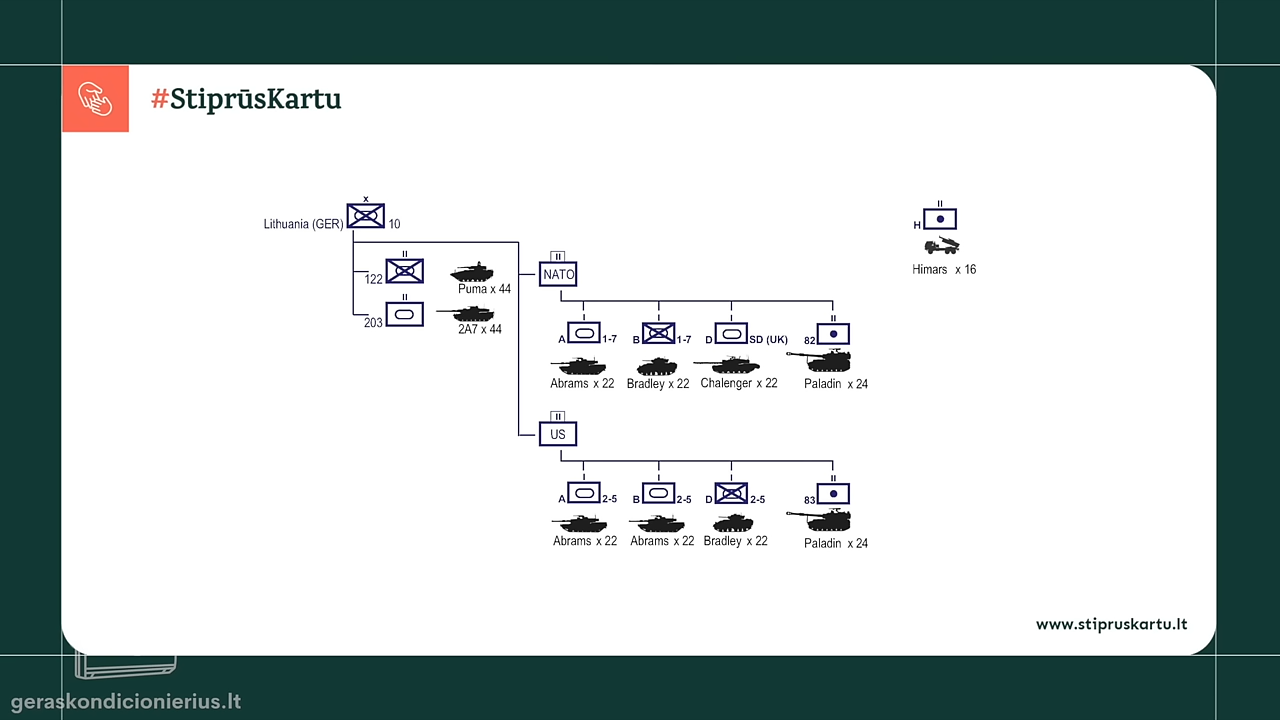 #StiprūsKartu
x
Lithuania (GER) 10
II
122
Puma x 44
II
203
2A7 x 44
II
NATO
I I I II
A 1-7 B 1-7 D SD (UK) 82
Abrams x 22 Bradley x 22 Chalenger x 22 Paladin x 24
II
US
I I I II
A 2-5 B 2-5 D 2-5 83
Abrams x 22 Abrams x 22 Bradley x 22 Paladin x 24
II
H
Himars x 16
www.stipruskartu.lt
geraskondicionierius.lt